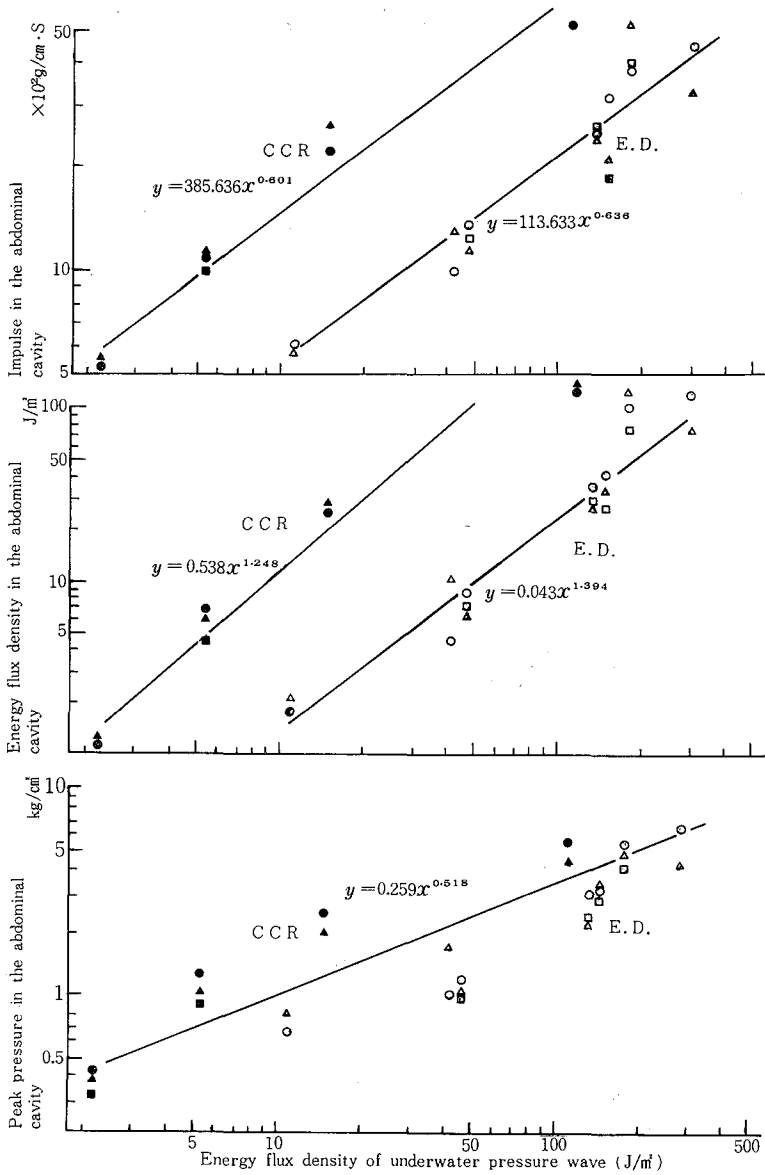 ×10²g/cm·S
Impulse in the abdominal
cavity
50
10
5
CCR
y=385.636x^0.601
E.D.
y=113.633x^0.636
J/㎡
Energy flux density in the abdominal
cavity
100
50
10
5
CCR
y=0.538x^1.248
E.D.
y=0.043x^1.394
kg/c㎡
Peak pressure in the abdominal
cavity
10
5
1
0.5
CCR
y=0.259x^0.518
E.D.
5 10 50 100 500
Energy flux density of underwater pressure wave (J/㎡)